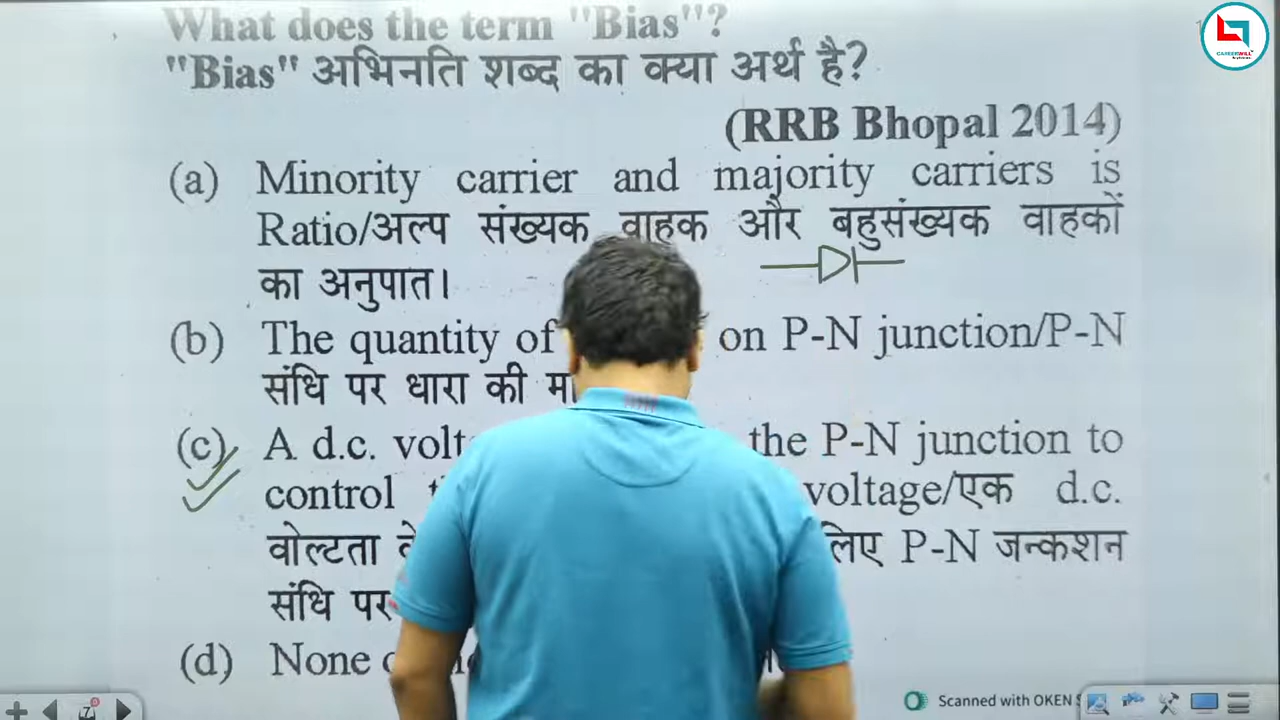 What does the term "Bias"?
"Bias" अभिनति शब्द का क्या अर्थ है?
(RRB Bhopal 2014)
(a) Minority carrier and majority carriers is
Ratio/अल्प संख्यक वाहक और बहुसंख्यक वाहकों
का अनुपात।
(b) The quantity of on P-N junction/P-N
संधि पर धारा की
(c) A d.c. the P-N junction to
control voltage/एक d.c.
वोल्टता P-N जन्कशन
संधि पर
(d) None
Scanned with OKEN
CAREERWILL